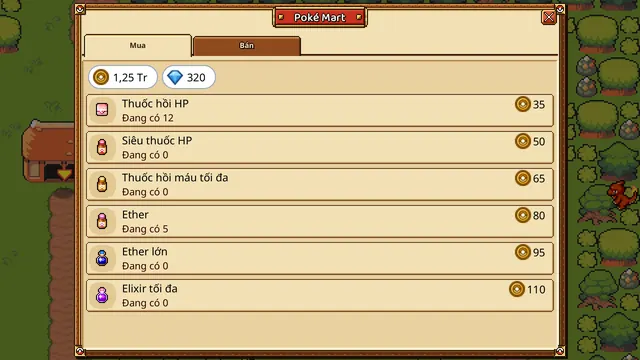 Poké Mart
Mua
Bán
1,25 Tr
320
Thuốc hồi HP
35
Đang có 12
Siêu thuốc HP
50
Đang có 0
Thuốc hồi máu tối đa
65
Đang có 0
Ether
80
Đang có 5
Ether lớn
95
Đang có 0
Elixir tối đa
110
Đang có 0